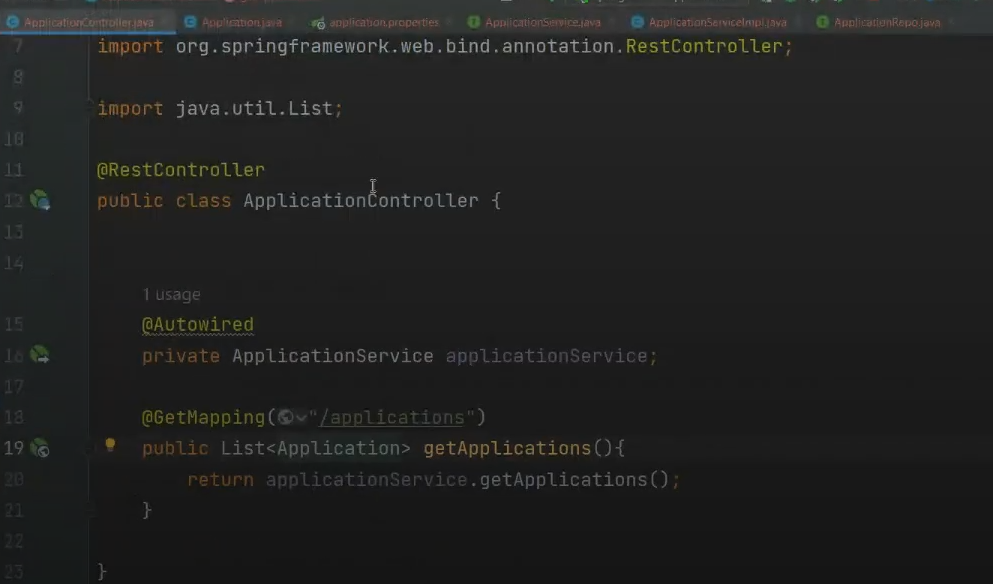 ApplicationController.java Application.java application.properties ApplicationService.java ApplicationServiceImpl.java ApplicationRepo.java
7 import org.springframework.web.bind.annotation.RestController;
8
9 import java.util.List;
10
11 @RestController
12 public class ApplicationController {
13
14
1 usage
15 @Autowired
16 private ApplicationService applicationService;
17
18 @GetMapping("/applications")
19 public List<Application> getApplications(){
20 return applicationService.getApplications();
21 }
22
23 }